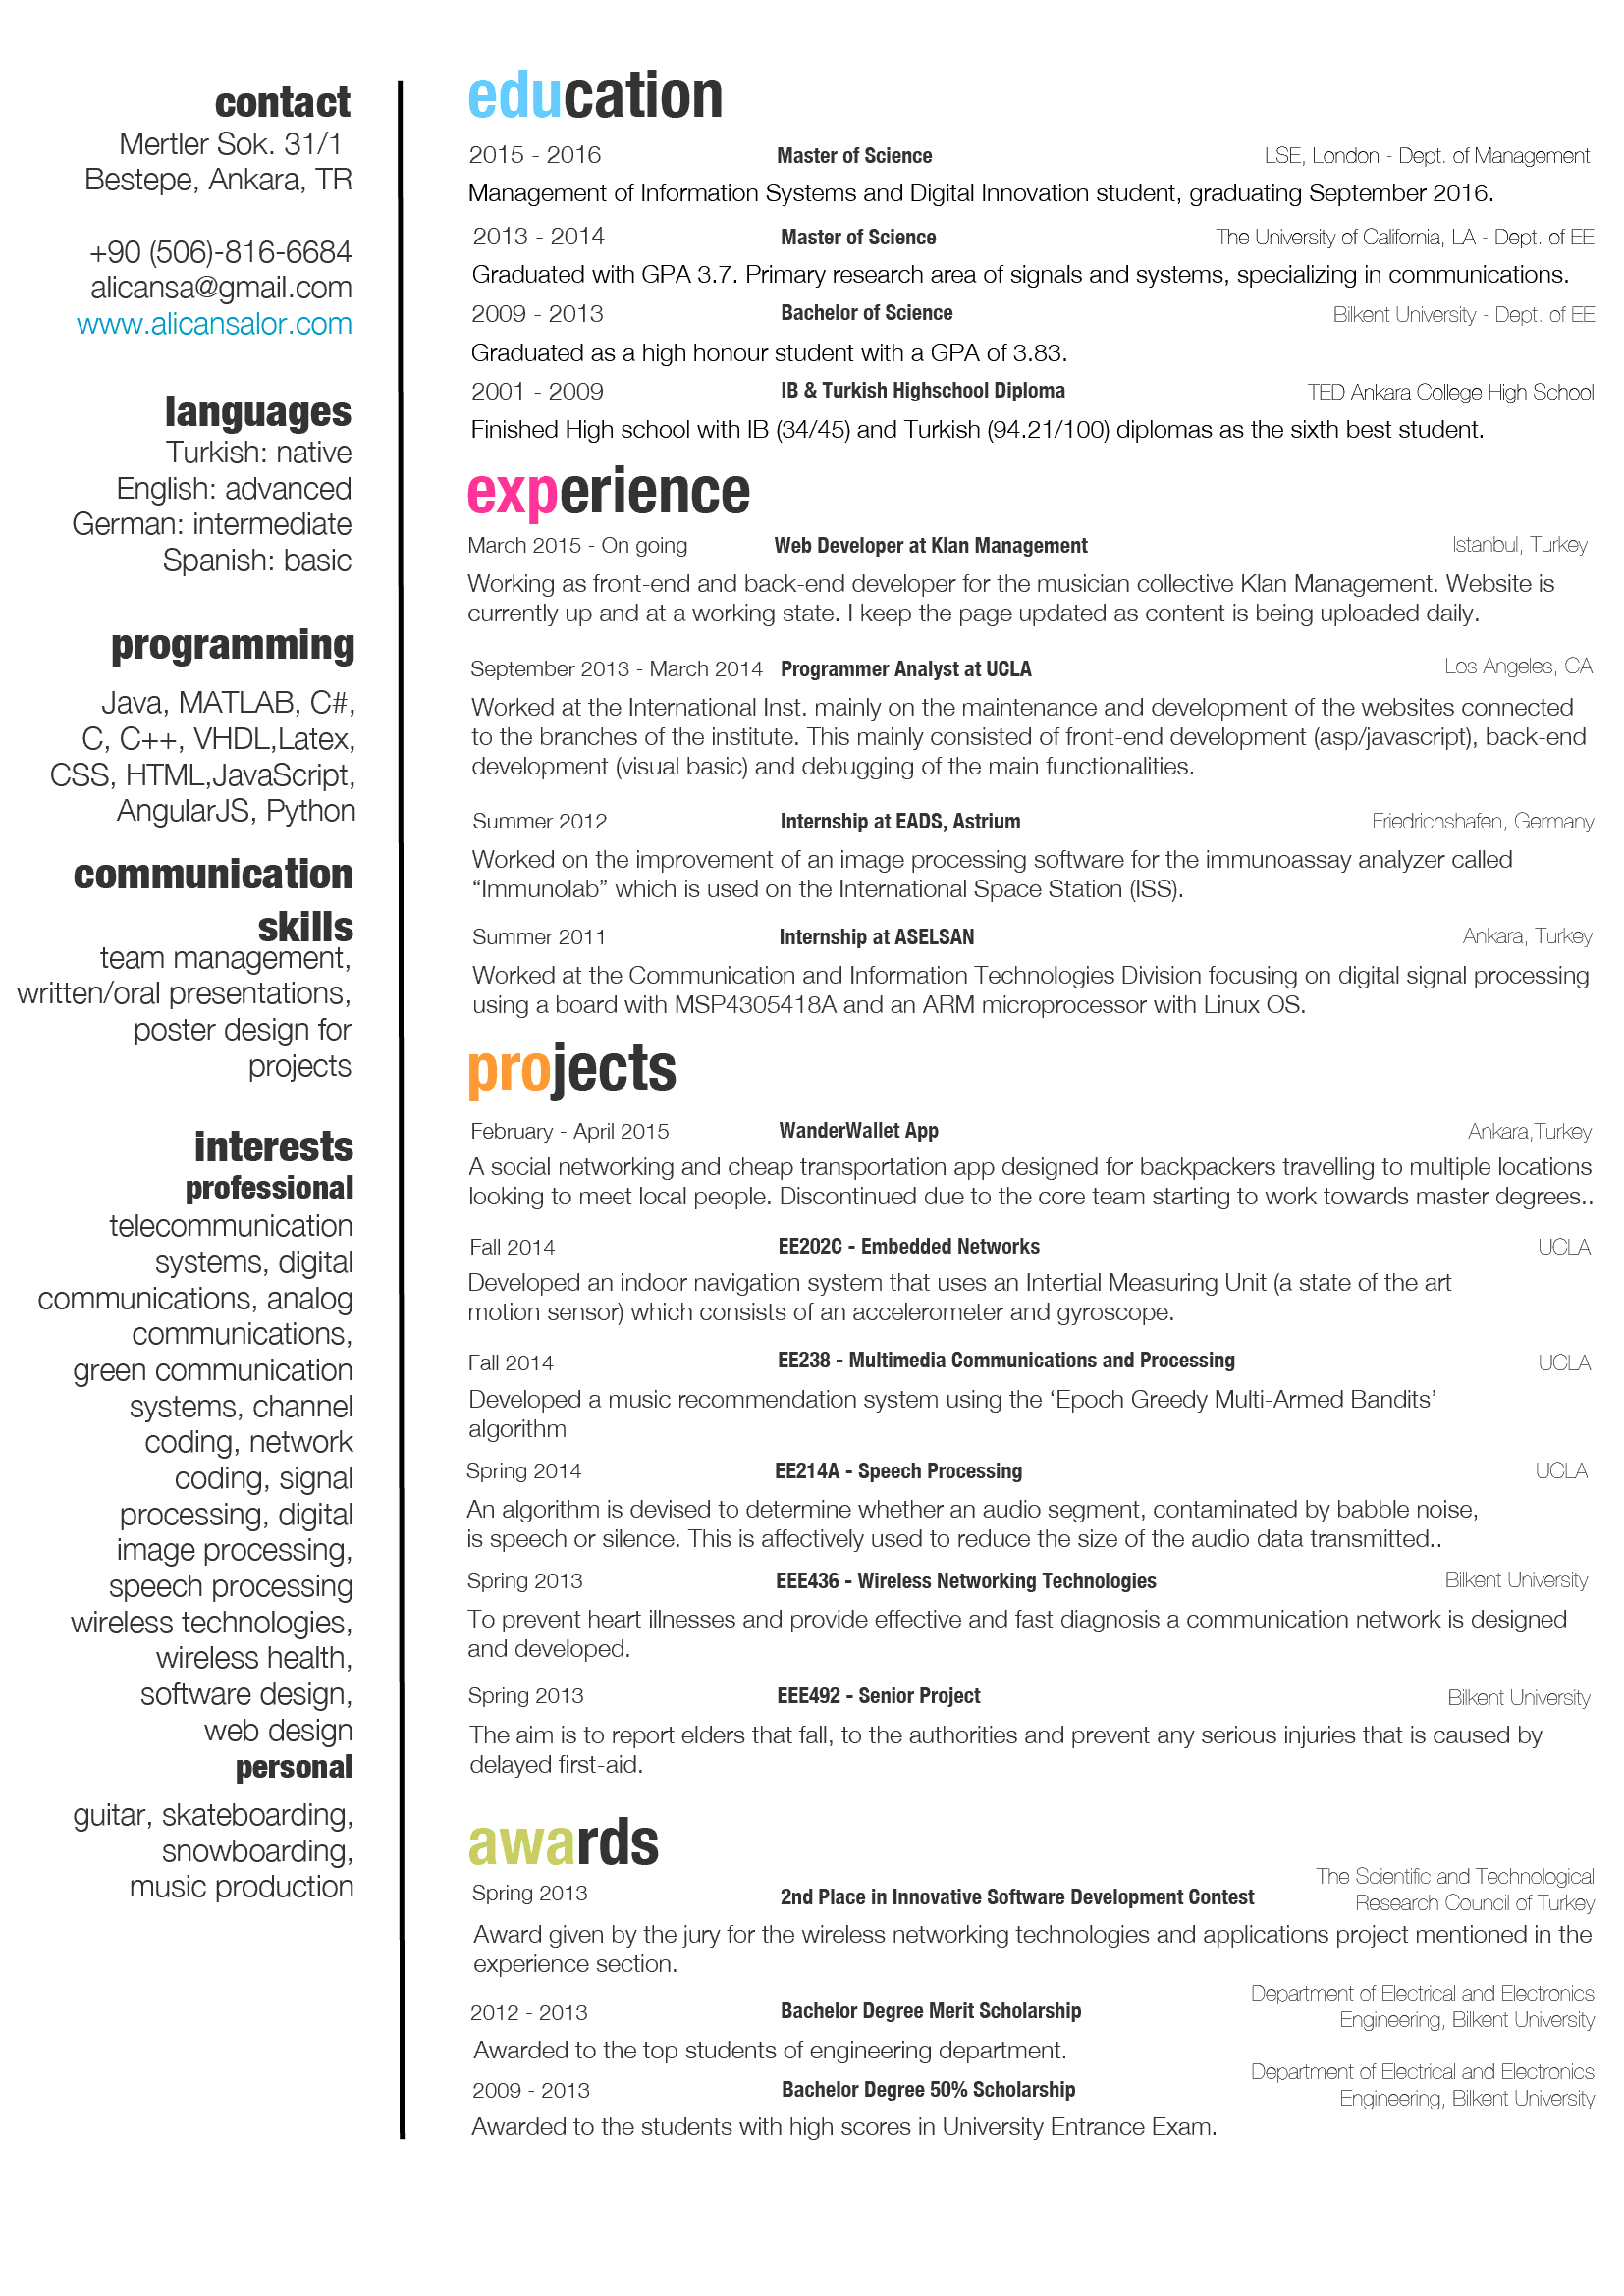 contact
Mertler Sok. 31/1
Bestepe, Ankara, TR
+90 (506)-816-6684
alicansa@gmail.com
www.alicansalor.com
languages
Turkish: native
English: advanced
German: intermediate
Spanish: basic
programming
Java, MATLAB, C#,
C, C++, VHDL,Latex,
CSS, HTML,JavaScript,
AngularJS, Python
communication
skills
team management,
written/oral presentations,
poster design for
projects
interests
professional
telecommunication
systems, digital
communications, analog
communications,
green communication
systems, channel
coding, network
coding, signal
processing, digital
image processing,
speech processing
wireless technologies,
wireless health,
software design,
web design
personal
guitar, skateboarding,
snowboarding,
music production
education
2015 - 2016 Master of Science LSE, London - Dept. of Management
Management of Information Systems and Digital Innovation student, graduating September 2016.
2013 - 2014 Master of Science The University of California, LA - Dept. of EE
Graduated with GPA 3.7. Primary research area of signals and systems, specializing in communications.
2009 - 2013 Bachelor of Science Bilkent University - Dept. of EE
Graduated as a high honour student with a GPA of 3.83.
2001 - 2009 IB & Turkish Highschool Diploma TED Ankara College High School
Finished High school with IB (34/45) and Turkish (94.21/100) diplomas as the sixth best student.
experience
March 2015 - On going Web Developer at Klan Management Istanbul, Turkey
Working as front-end and back-end developer for the musician collective Klan Management. Website is
currently up and at a working state. I keep the page updated as content is being uploaded daily.
September 2013 - March 2014 Programmer Analyst at UCLA Los Angeles, CA
Worked at the International Inst. mainly on the maintenance and development of the websites connected
to the branches of the institute. This mainly consisted of front-end development (asp/javascript), back-end
development (visual basic) and debugging of the main functionalities.
Summer 2012 Internship at EADS, Astrium Friedrichshafen, Germany
Worked on the improvement of an image processing software for the immunoassay analyzer called
“Immunolab” which is used on the International Space Station (ISS).
Summer 2011 Internship at ASELSAN Ankara, Turkey
Worked at the Communication and Information Technologies Division focusing on digital signal processing
using a board with MSP4305418A and an ARM microprocessor with Linux OS.
projects
February - April 2015 WanderWallet App Ankara,Turkey
A social networking and cheap transportation app designed for backpackers travelling to multiple locations
looking to meet local people. Discontinued due to the core team starting to work towards master degrees..
Fall 2014 EE202C - Embedded Networks UCLA
Developed an indoor navigation system that uses an Intertial Measuring Unit (a state of the art
motion sensor) which consists of an accelerometer and gyroscope.
Fall 2014 EE238 - Multimedia Communications and Processing UCLA
Developed a music recommendation system using the ‘Epoch Greedy Multi-Armed Bandits’
algorithm
Spring 2014 EE214A - Speech Processing UCLA
An algorithm is devised to determine whether an audio segment, contaminated by babble noise,
is speech or silence. This is affectively used to reduce the size of the audio data transmitted..
Spring 2013 EEE436 - Wireless Networking Technologies Bilkent University
To prevent heart illnesses and provide effective and fast diagnosis a communication network is designed
and developed.
Spring 2013 EEE492 - Senior Project Bilkent University
The aim is to report elders that fall, to the authorities and prevent any serious injuries that is caused by
delayed first-aid.
awards
The Scientific and Technological
Spring 2013 2nd Place in Innovative Software Development Contest Research Council of Turkey
Award given by the jury for the wireless networking technologies and applications project mentioned in the
experience section.
Department of Electrical and Electronics
2012 - 2013 Bachelor Degree Merit Scholarship Engineering, Bilkent University
Awarded to the top students of engineering department.
Department of Electrical and Electronics
2009 - 2013 Bachelor Degree 50% Scholarship Engineering, Bilkent University
Awarded to the students with high scores in University Entrance Exam.